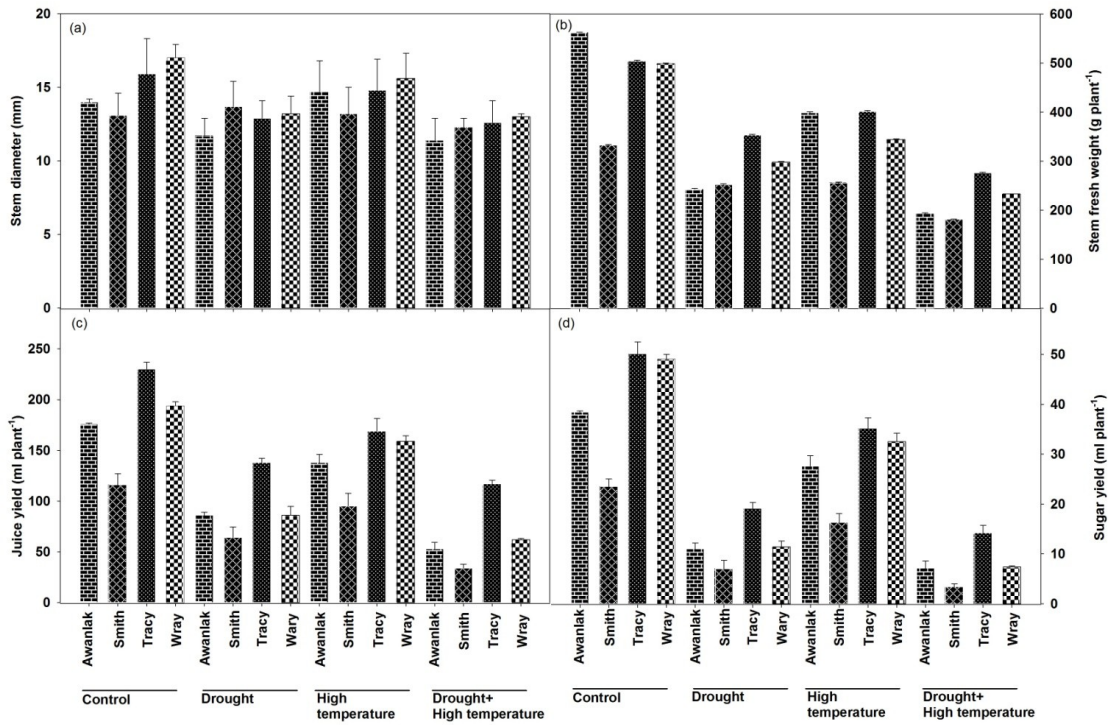 (a)
20
15
10
5
0
Stem diameter (mm)
(b)
600
500
400
300
200
100
0
Stem fresh weight (g plant⁻¹)
(c)
250
200
150
100
50
0
Juice yield (ml plant⁻¹)
(d)
50
40
30
20
10
0
Sugar yield (ml plant⁻¹)
Awanlak
Smith
Tracy
Wray
Awanlak
Smith
Tracy
Wary
Awanlak
Smith
Tracy
Wray
Awanlak
Smith
Tracy
Wray
Control
Drought
High
temperature
Drought+
High temperature
Awanlak
Smith
Tracy
Wray
Awanlak
Smith
Tracy
Wary
Awanlak
Smith
Tracy
Wray
Awanlak
Smith
Tracy
Wray
Control
Drought
High
temperature
Drought+
High temperature